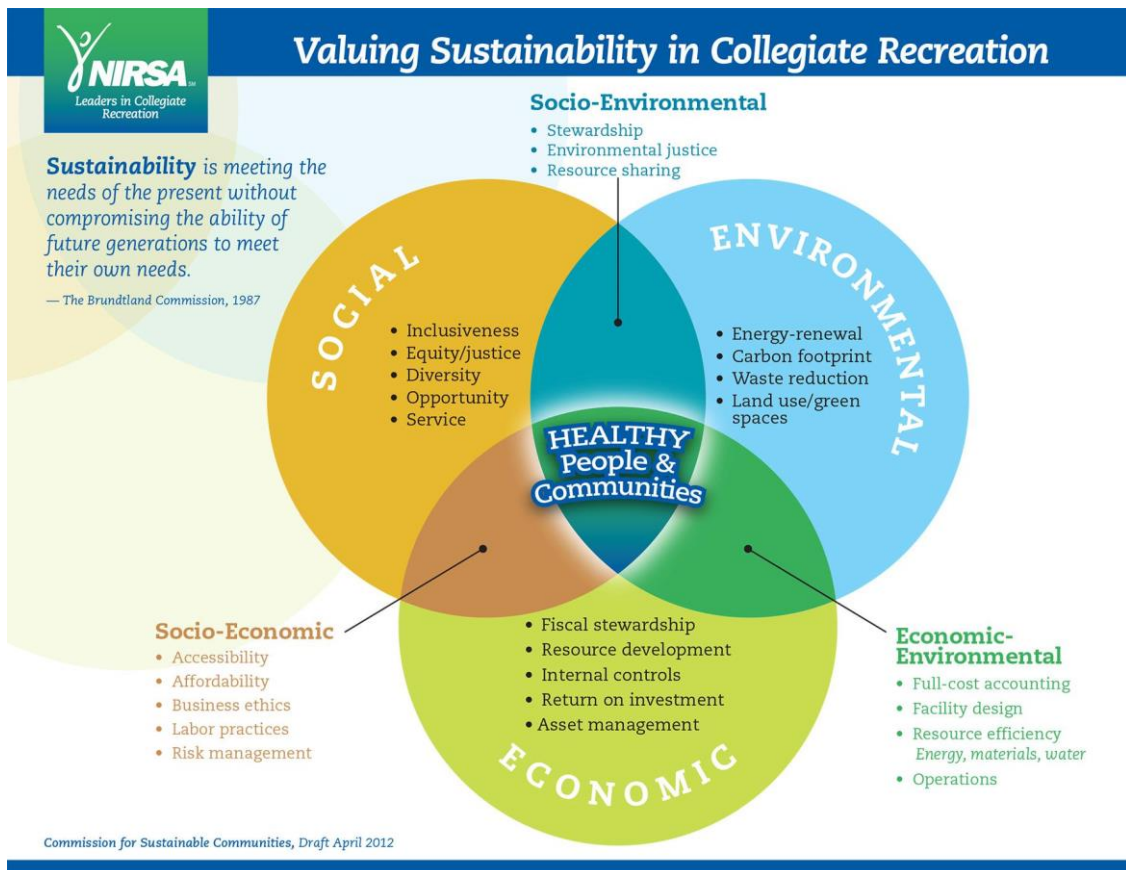 NIRSA
Leaders in Collegiate
Recreation
Valuing Sustainability in Collegiate Recreation
Sustainability is meeting the
needs of the present without
compromising the ability of
future generations to meet
their own needs.
— The Brundtland Commission, 1987
Socio-Environmental
• Stewardship
• Environmental justice
• Resource sharing
SOCIAL
• Inclusiveness
• Equity/justice
• Diversity
• Opportunity
• Service
ENVIRONMENTAL
• Energy-renewal
• Carbon footprint
• Waste reduction
• Land use/green
spaces
HEALTHY
People &
Communities
Socio-Economic
• Accessibility
• Affordability
• Business ethics
• Labor practices
• Risk management
• Fiscal stewardship
• Resource development
• Internal controls
• Return on investment
• Asset management
ECONOMIC
Economic-
Environmental
• Full-cost accounting
• Facility design
• Resource efficiency
Energy, materials, water
• Operations
Commission for Sustainable Communities, Draft April 2012